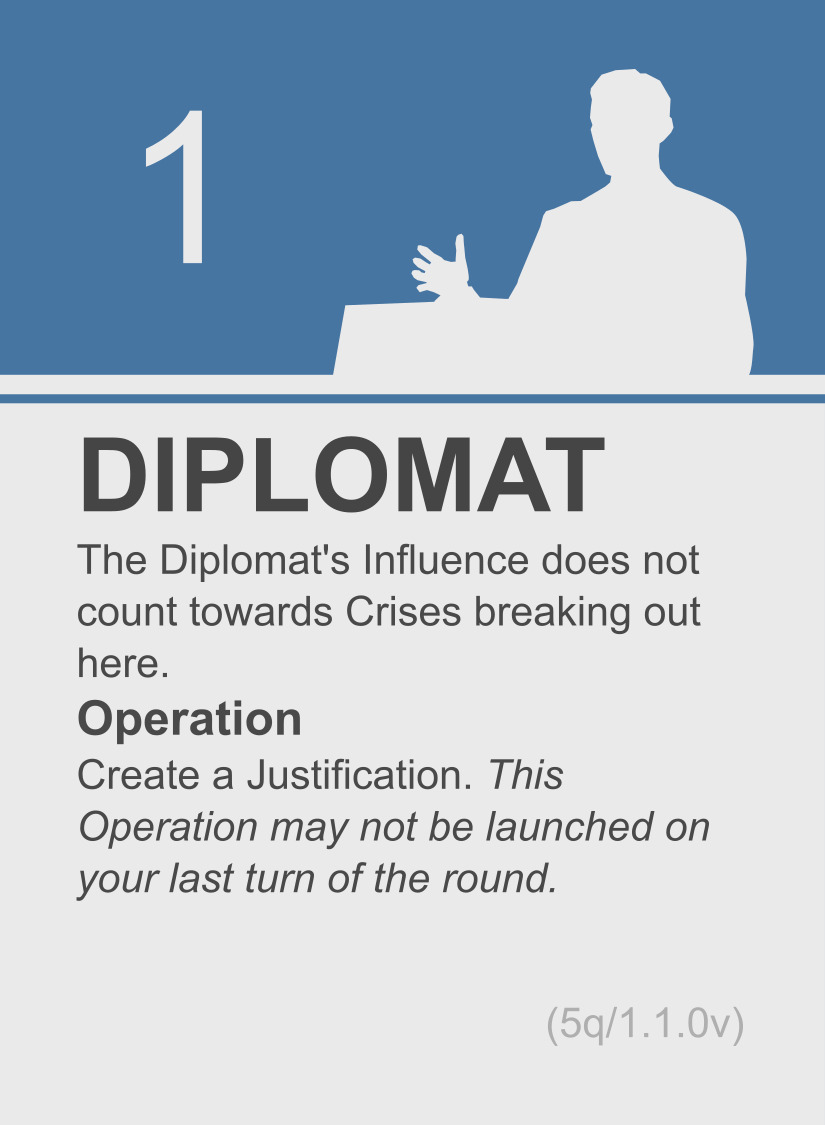 1
DIPLOMAT
The Diplomat's Influence does not
count towards Crises breaking out
here.
Operation
Create a Justification. This
Operation may not be launched on
your last turn of the round.
(5q/1.1.0v)